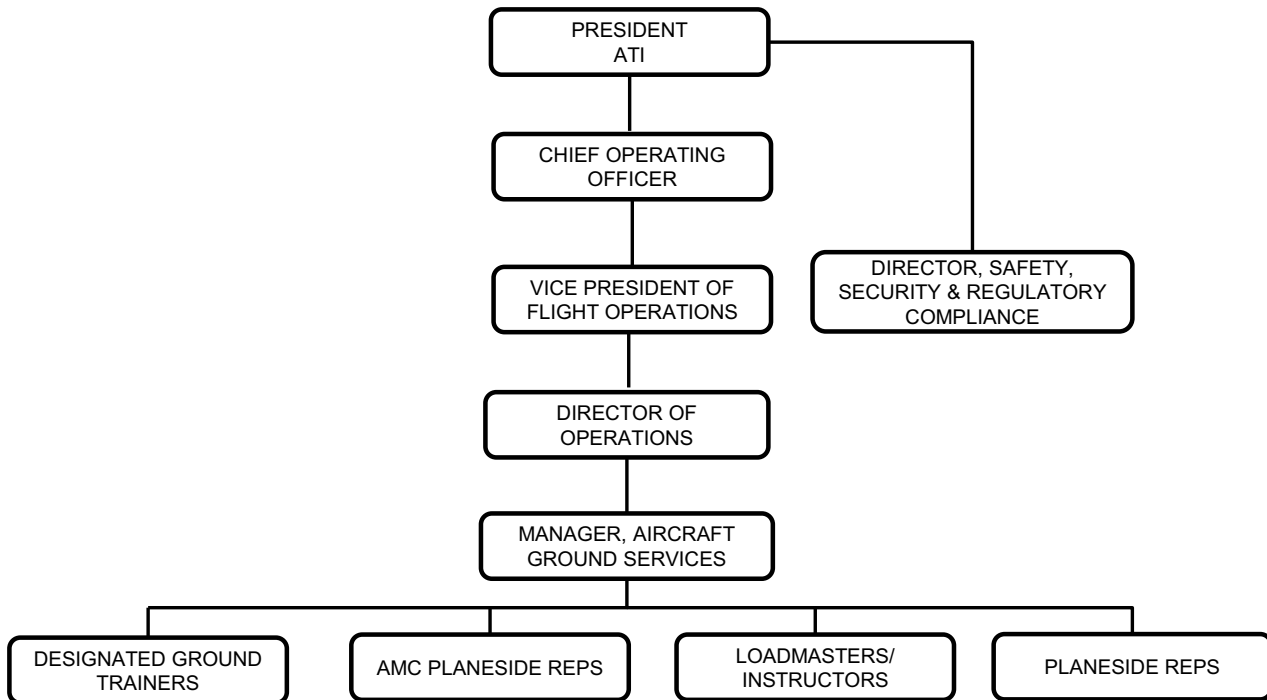 PRESIDENT
ATI
CHIEF OPERATING
OFFICER
DIRECTOR, SAFETY,
SECURITY & REGULATORY
COMPLIANCE
VICE PRESIDENT OF
FLIGHT OPERATIONS
DIRECTOR OF
OPERATIONS
MANAGER, AIRCRAFT
GROUND SERVICES
DESIGNATED GROUND
TRAINERS
AMC PLANESIDE REPS
LOADMASTERS/
INSTRUCTORS
PLANESIDE REPS